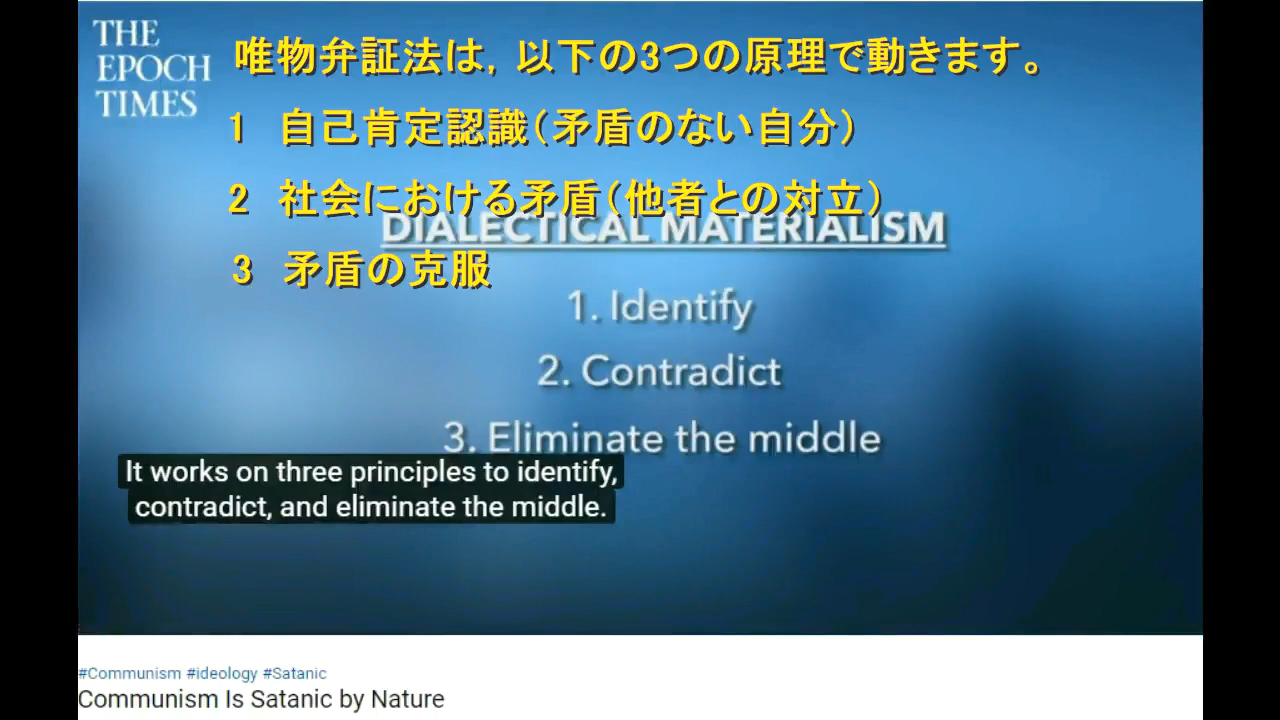 THE
EPOCH
TIMES
唯物弁証法は，以下の3つの原理で動きます。
1 自己肯定認識（矛盾のない自分）
2 社会における矛盾（他者との対立）
DIALECTICAL MATERIALISM
3 矛盾の克服
1. Identify
2. Contradict
3. Eliminate the middle
It works on three principles to identify,
contradict, and eliminate the middle.
#Communism #ideology #Satanic
Communism Is Satanic by Nature